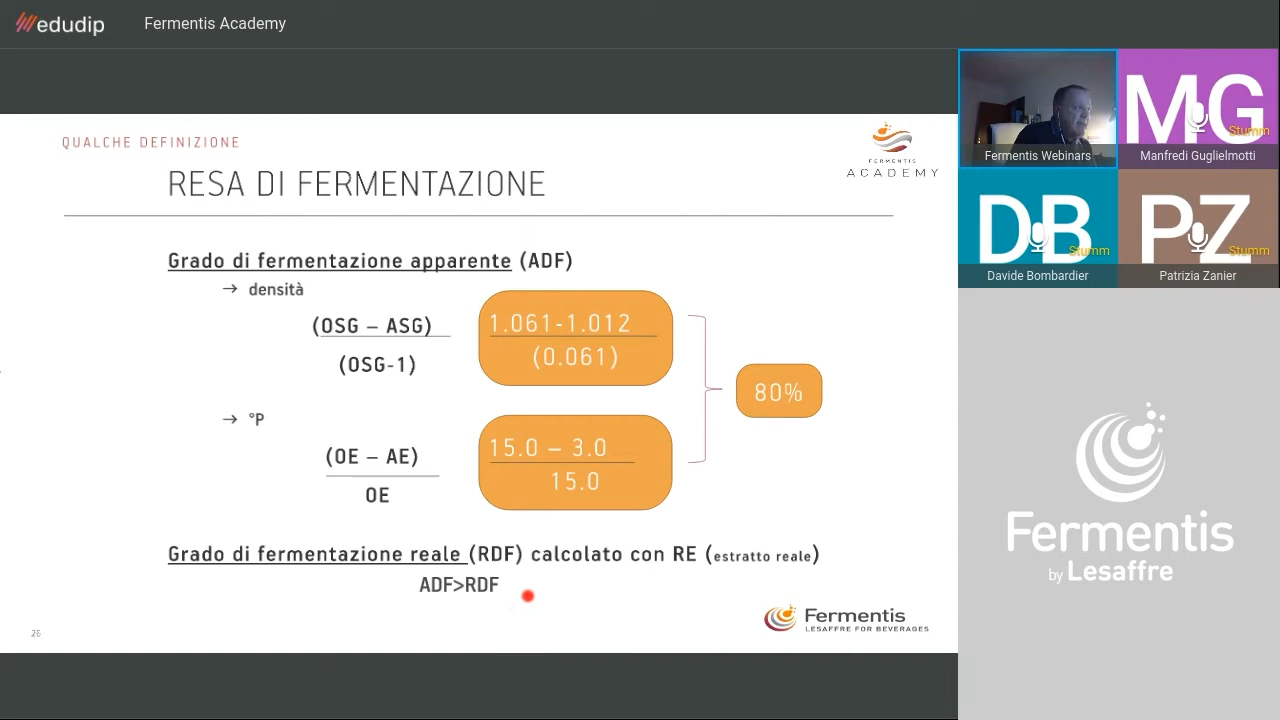 edudip
Fermentis Academy
QUALCHE DEFINIZIONE
FERMENTIS
ACADEMY
RESA DI FERMENTAZIONE
Grado di fermentazione apparente (ADF)
→ densità
(OSG – ASG)
(OSG-1)
1.061-1.012
(0.061)
80%
→ °P
(OE – AE)
OE
15.0 – 3.0
15.0
Grado di fermentazione reale (RDF) calcolato con RE (estratto reale)
ADF>RDF
26
Fermentis
LESAFFRE FOR BEVERAGES
Fermentis Webinars
MG
Stumm
Manfredi Guglielmotti
DB
Stumm
Davide Bombardier
PZ
Stumm
Patrizia Zanier
Fermentis
by Lesaffre